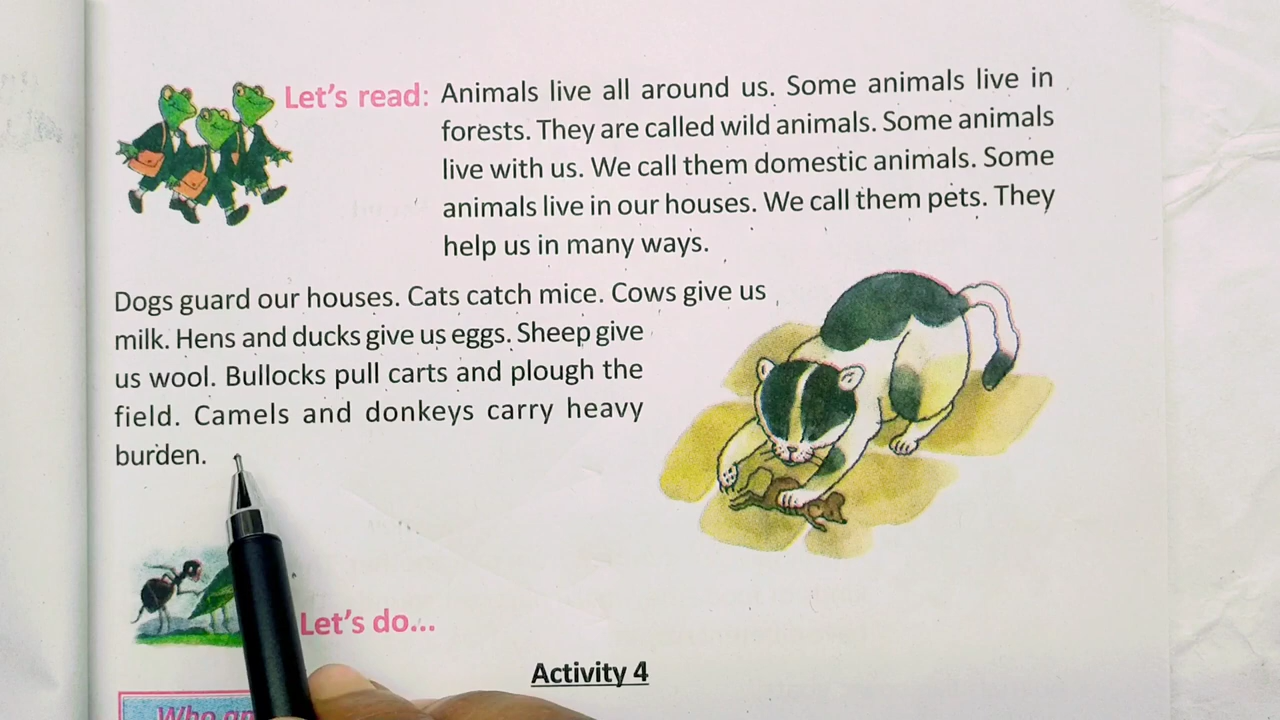 Let's read: Animals live all around us. Some animals live in
forests. They are called wild animals. Some animals
live with us. We call them domestic animals. Some
animals live in our houses. We call them pets. They
help us in many ways.
Dogs guard our houses. Cats catch mice. Cows give us
milk. Hens and ducks give us eggs. Sheep give
us wool. Bullocks pull carts and plough the
field. Camels and donkeys carry heavy
burden.
Let's do...
Activity 4
Who